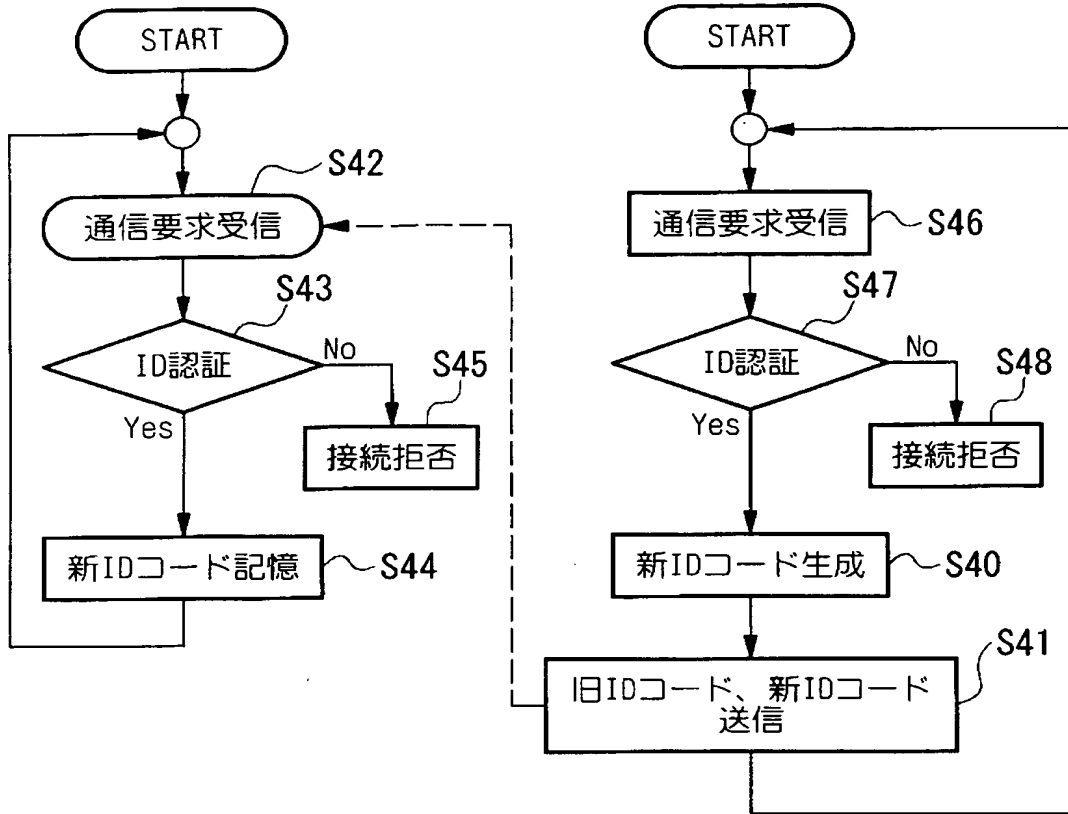 START
S42
通信要求受信
S43
ID認証
No
Yes
S45
接続拒否
新IDコード記憶
S44
START
通信要求受信
S46
S47
ID認証
No
Yes
S48
接続拒否
新IDコード生成
S40
S41
旧IDコード、新IDコード
送信